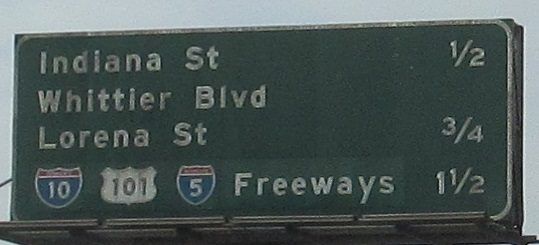 Indiana St 1/2
Whittier Blvd
Lorena St 3/4
10 101 5 Freeways 1 1/2